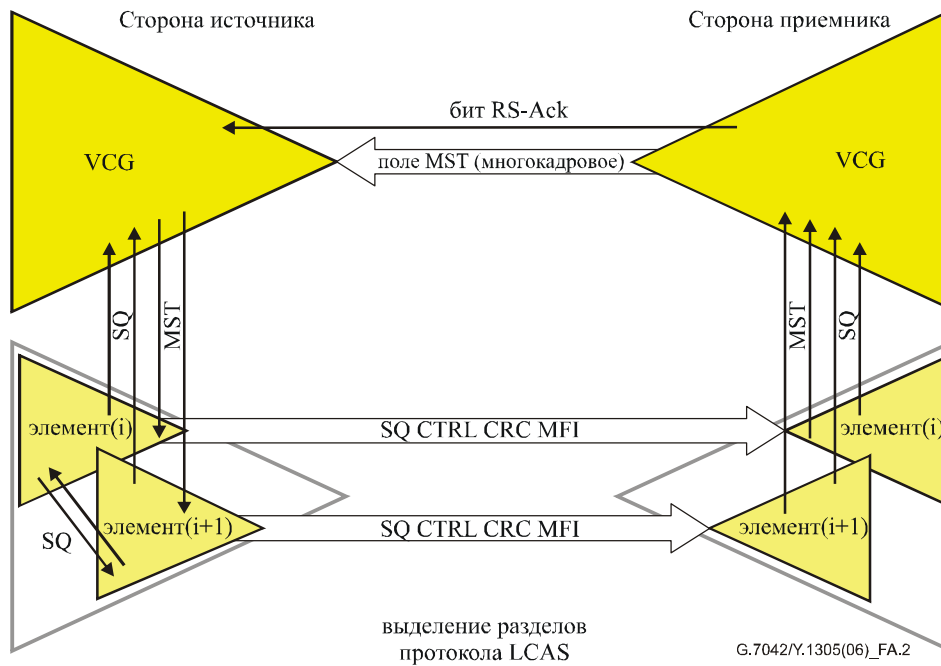 Сторона источника
Сторона приемника
бит RS-Ack
VCG
поле MST (многокадровое)
VCG
SQ
MST
MST
SQ
элемент(i)
SQ CTRL CRC MFI
элемент(i)
элемент(i+1)
SQ CTRL CRC MFI
элемент(i+1)
SQ
выделение разделов
протокола LCAS
G.7042/Y.1305(06)_FA.2